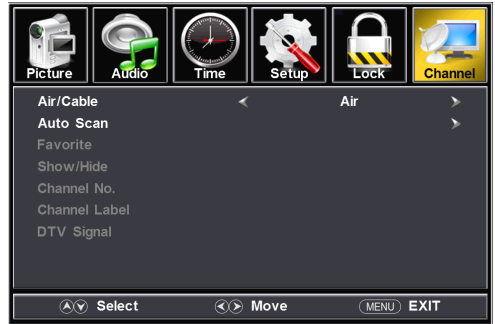 Picture Audio Time Setup Lock Channel
Air/Cable Air
Auto Scan
Favorite
Show/Hide
Channel No.
Channel Label
DTV Signal
Select Move MENU EXIT